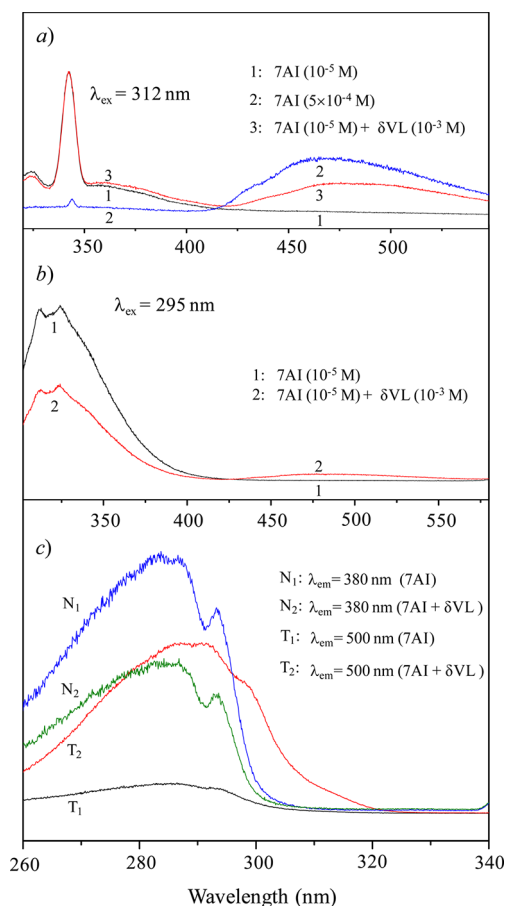 a)
λex = 312 nm
1: 7AI (10-5 M)
2: 7AI (5×10-4 M)
3: 7AI (10-5 M) + δVL (10-3 M)
3
1
2
2
3
1
350 400 450 500
b)
λex = 295 nm
1
2
1: 7AI (10-5 M)
2: 7AI (10-5 M) + δVL (10-3 M)
2
1
350 400 450 500 550
c)
N1: λem= 380 nm (7AI)
N2: λem= 380 nm (7AI + δVL )
T1: λem= 500 nm (7AI)
T2: λem= 500 nm (7AI + δVL )
N1
N2
T2
T1
260 280 300 320 340
Wavelength (nm)